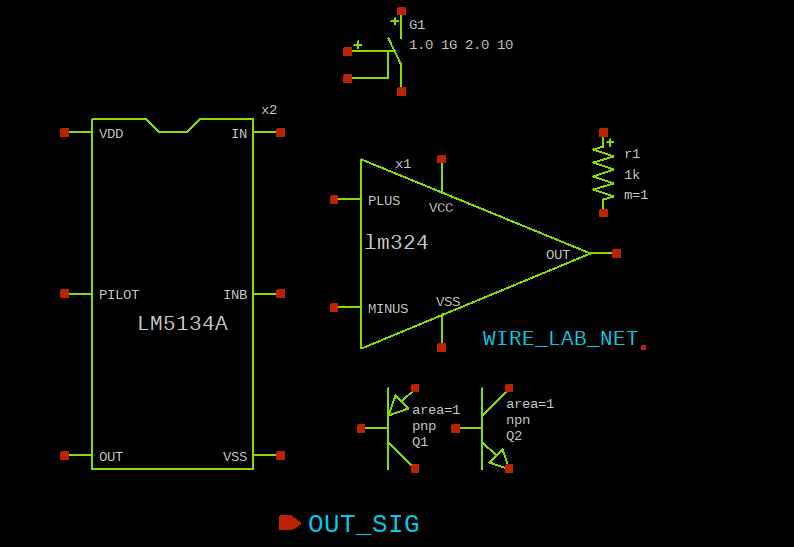 G1
1.0 1G 2.0 10
x2
VDD
IN
PILOT
INB
LM5134A
OUT
VSS
x1
PLUS
VCC
lm324
OUT
MINUS
VSS
r1
1k
m=1
WIRE_LAB_NET
area=1
pnp
Q1
area=1
npn
Q2
OUT_SIG